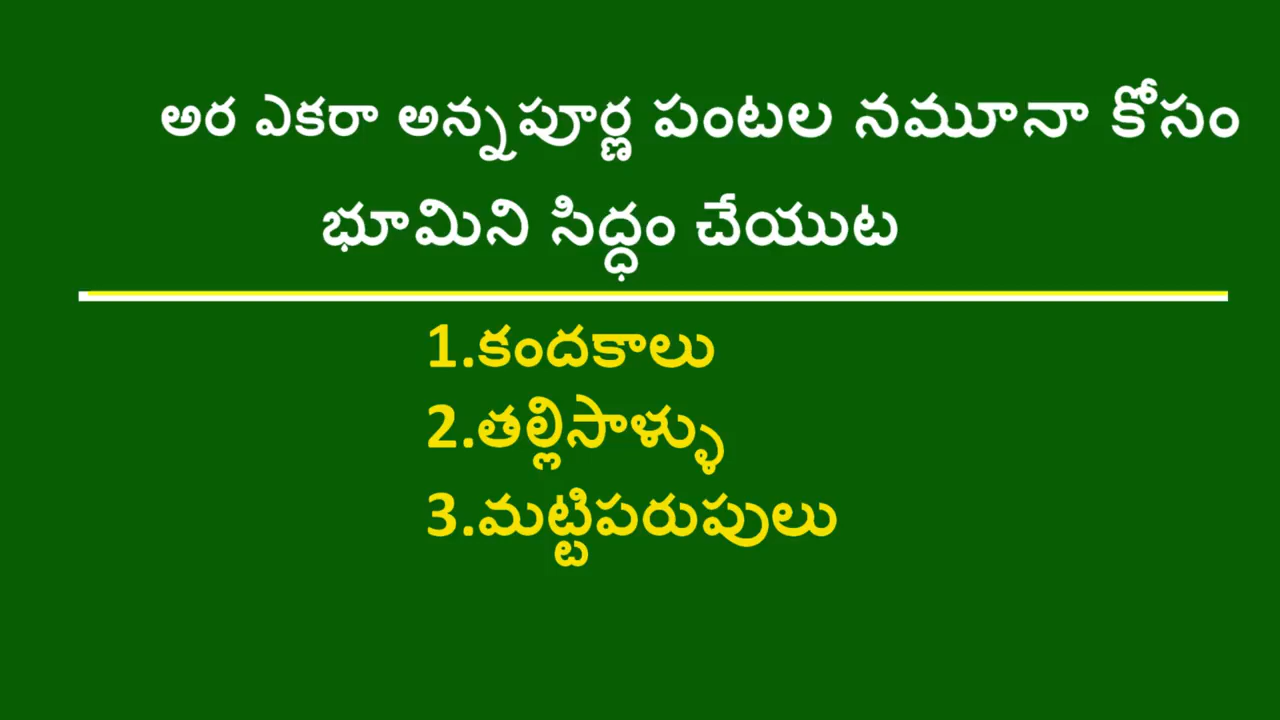 అర ఎకరా అన్నపూర్ణ పంటల నమూనా కోసం
భూమిని సిద్ధం చేయుట
1.కందకాలు
2.తల్లిసాళ్ళు
3.మట్టిపరుపులు